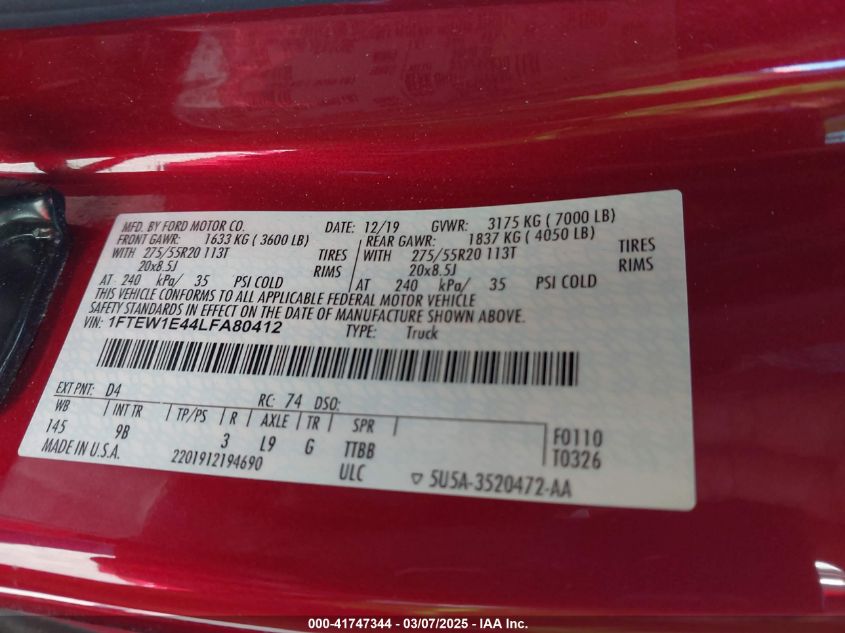 MFD. BY FORD MOTOR CO. DATE: 12/19 GVWR: 3175 KG ( 7000 LB)
FRONT GAWR: 1633 KG ( 3600 LB) REAR GAWR: 1837 KG ( 4050 LB)
WITH 275/55R20 113T TIRES WITH 275/55R20 113T TIRES
20x8.5J RIMS 20x8.5J RIMS
AT 240 kPa/ 35 PSI COLD AT 240 kPa/ 35 PSI COLD
THIS VEHICLE CONFORMS TO ALL APPLICABLE FEDERAL MOTOR VEHICLE
SAFETY STANDARDS IN EFFECT ON THE DATE OF MANUFACTURE SHOWN ABOVE.
VIN: 1FTEW1E44LFA80412 TYPE: Truck
EXT PNT: D4 RC: 74 DSO:
WB INT TR TP/PS R AXLE TR SPR
145 9B 3 L9 G TTBB F0110
MADE IN U.S.A. 2201912194690 ULC T0326
5U5A-3520472-AA
000-41747344 - 03/07/2025 - IAA Inc.